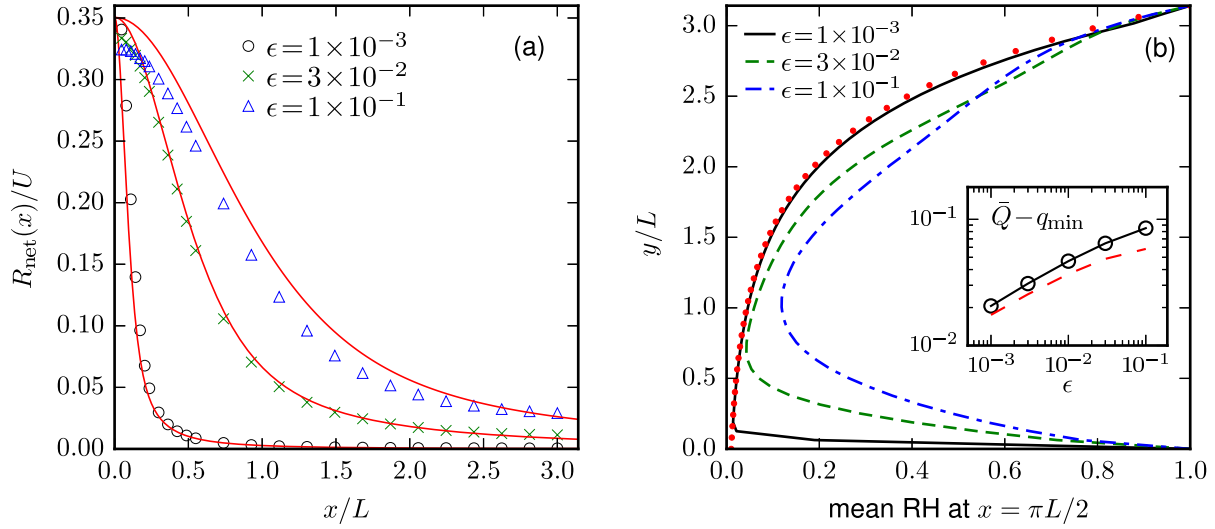 (a)
ϵ=1×10⁻³
ϵ=3×10⁻²
ϵ=1×10⁻¹
R_net(x)/U
0.35
0.30
0.25
0.20
0.15
0.10
0.05
0.00
0.0 0.5 1.0 1.5 2.0 2.5 3.0
x/L
(b)
ϵ=1×10⁻³
ϵ=3×10⁻²
ϵ=1×10⁻¹
y/L
3.0
2.5
2.0
1.5
1.0
0.5
0.0
0.0 0.2 0.4 0.6 0.8 1.0
mean RH at x = πL/2
Q̄−q_min
10⁻¹
10⁻²
10⁻³ 10⁻² 10⁻¹
ϵ